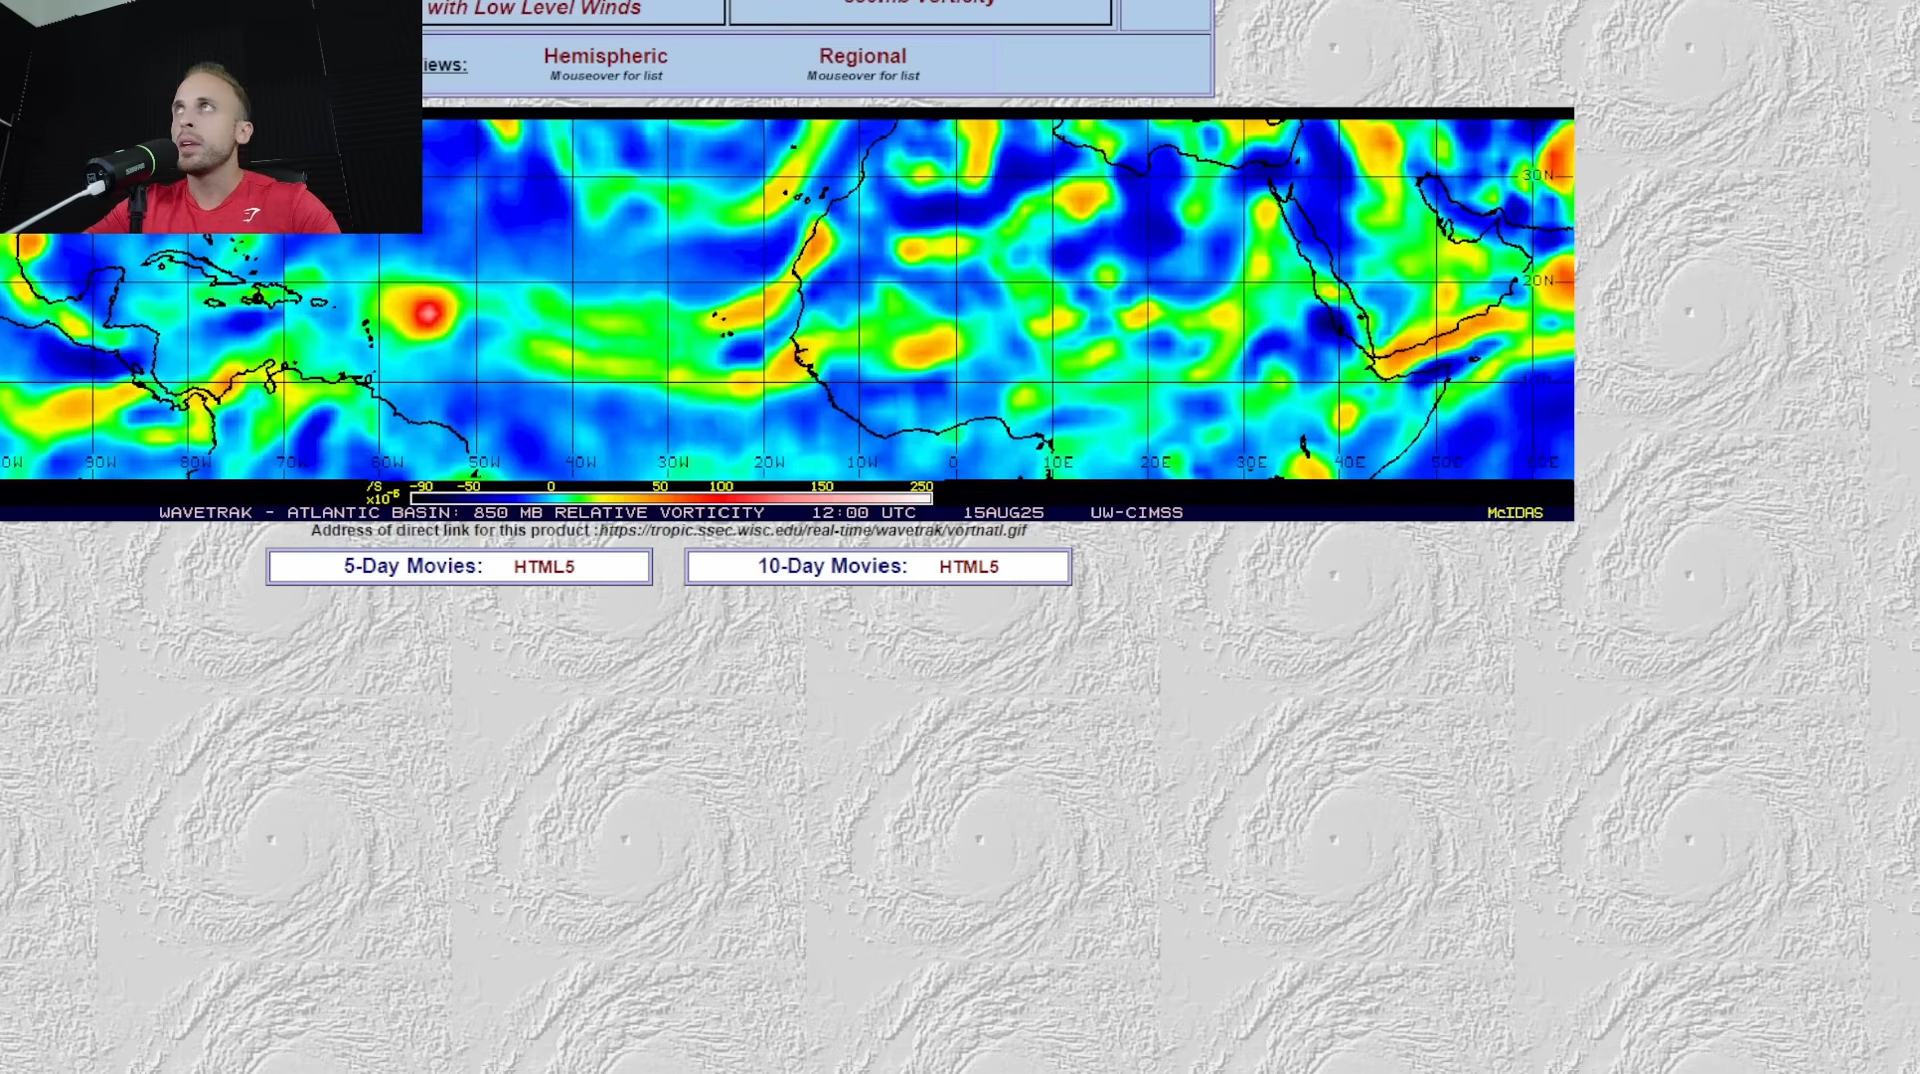 with Low Level Winds
iews:
Hemispheric
Mouseover for list
Regional
Mouseover for list
30N
20N
90W
80W
70W
60W
50W
40W
30W
20W
10W
0
10E
20E
30E
40E
50E
60E
/S -90 -50 0 50 100 150 250
x10-6
WAVETRAK - ATLANTIC BASIN: 850 MB RELATIVE VORTICITY 12:00 UTC 15AUG25 UW-CIMSS McIDAS
Address of direct link for this product :https://tropic.ssec.wisc.edu/real-time/wavetrak/vortnatl.gif
5-Day Movies: HTML5
10-Day Movies: HTML5